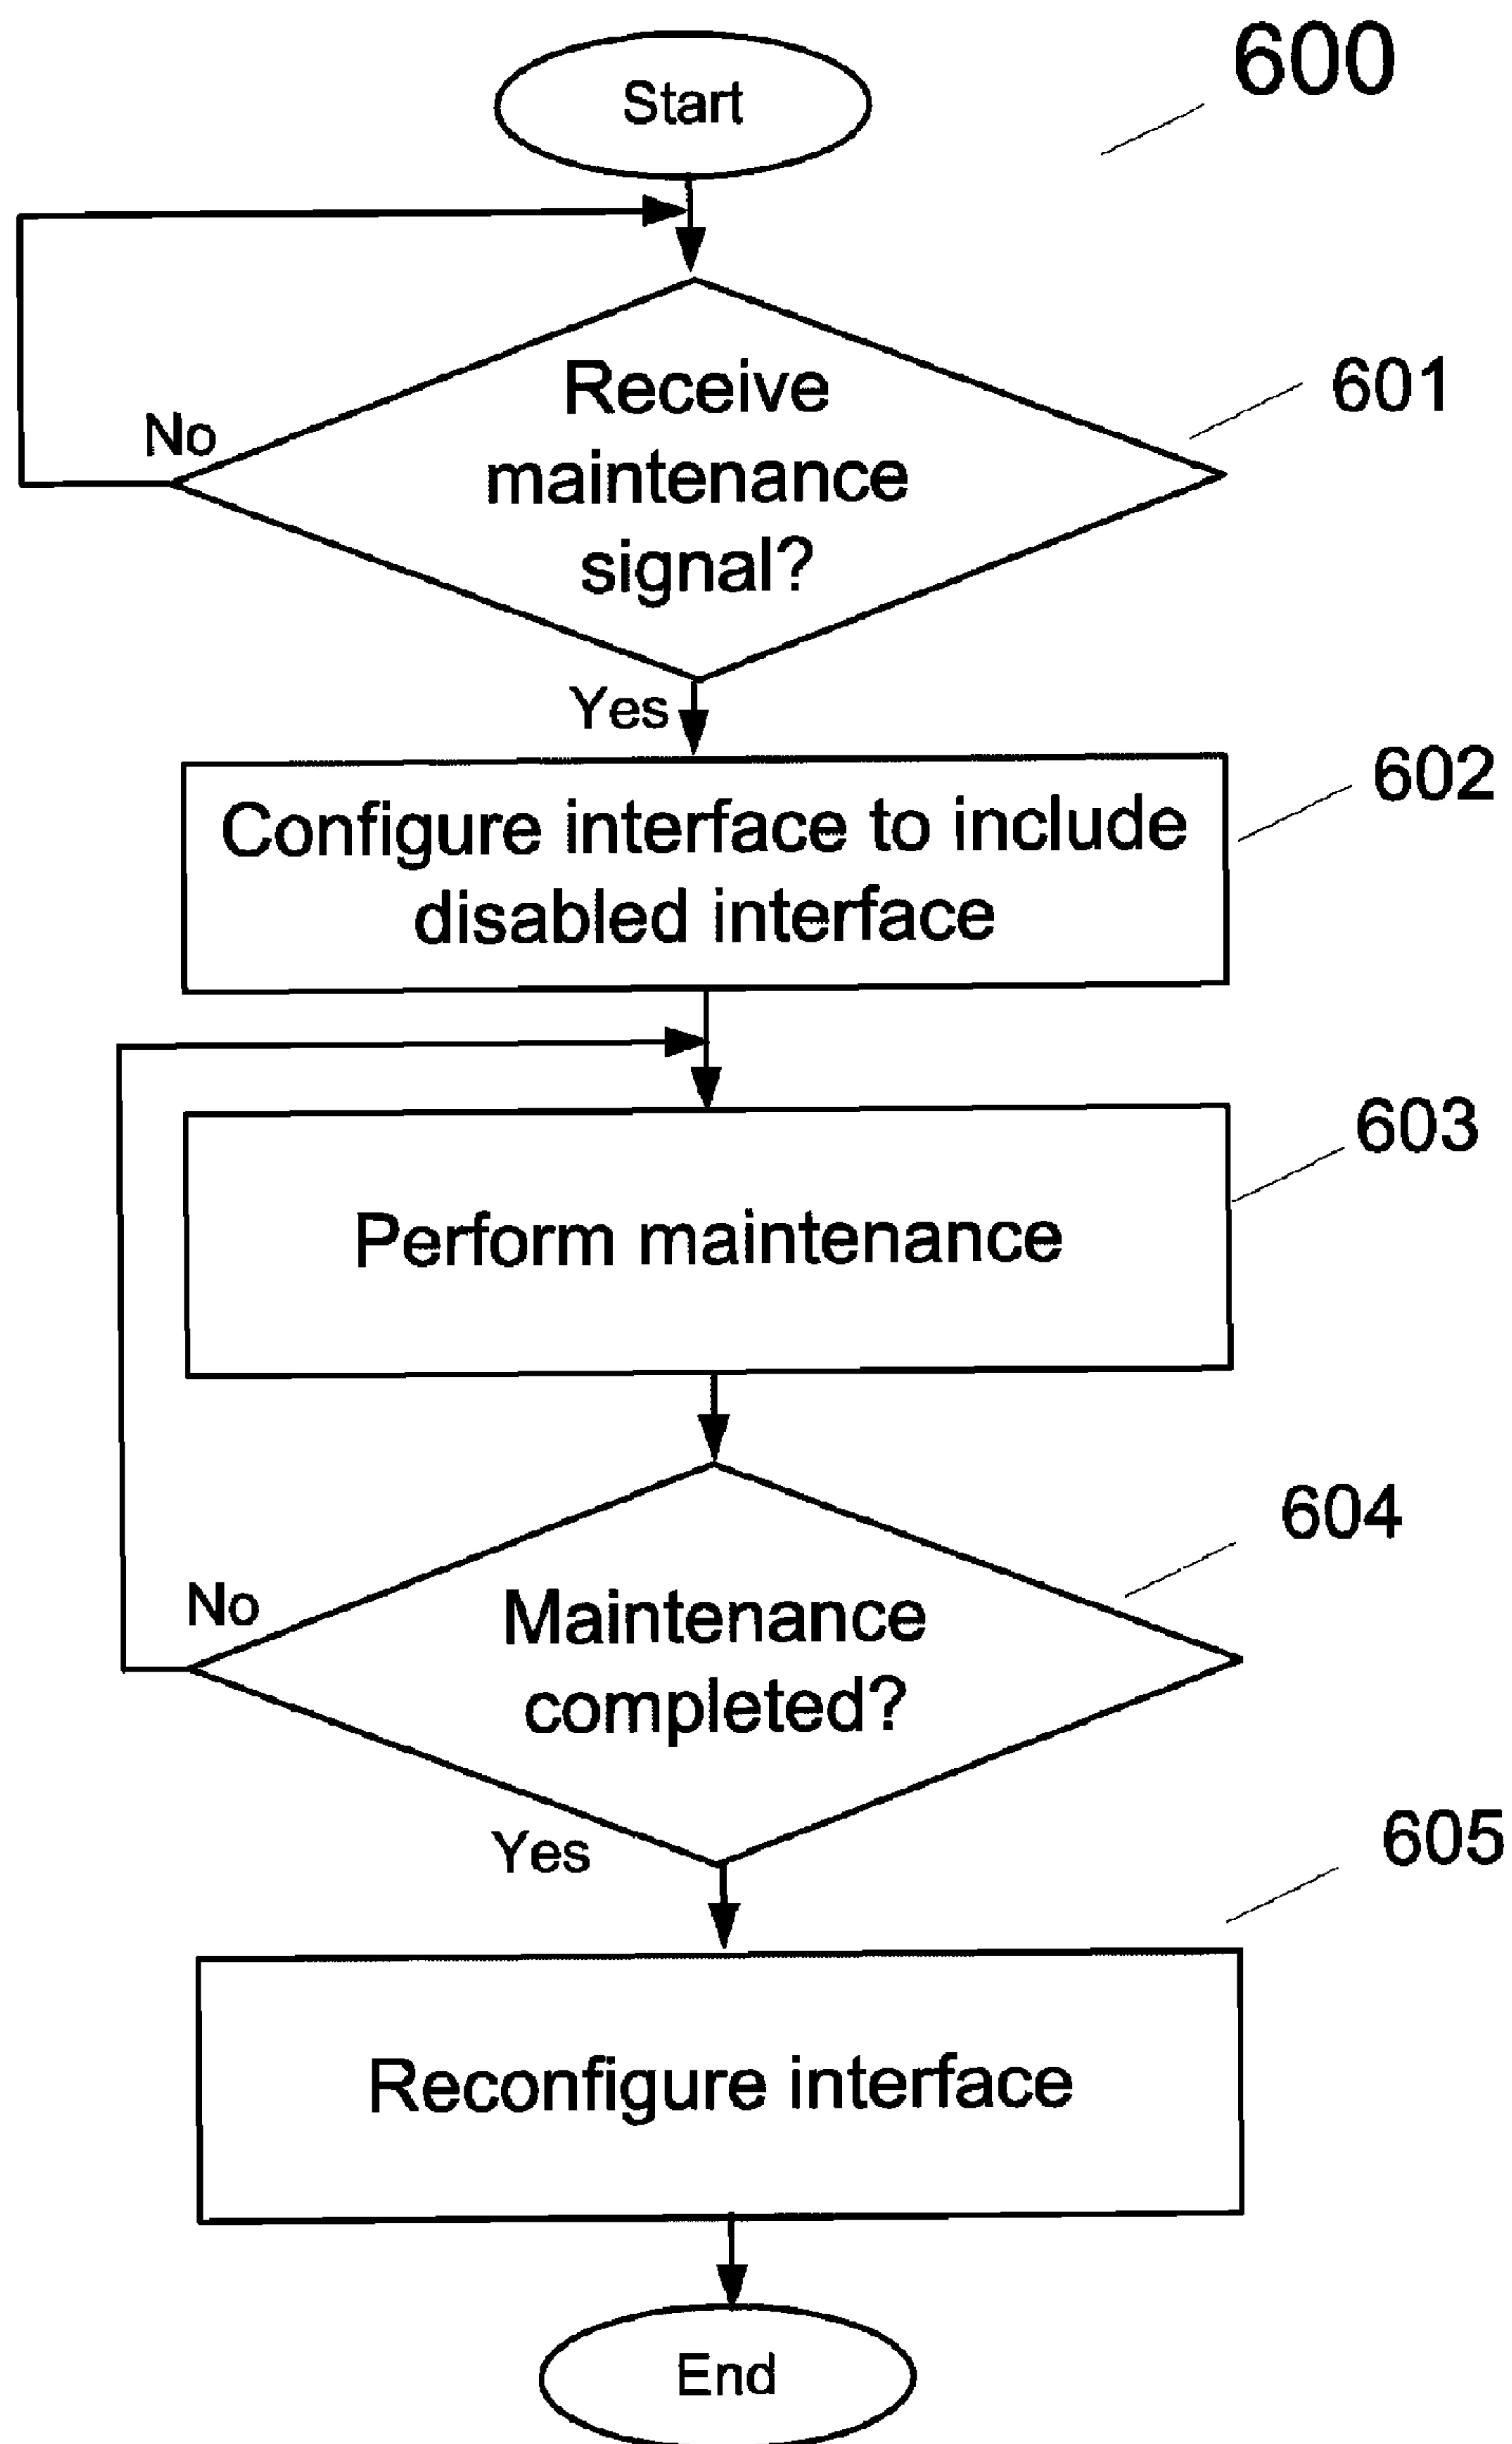 600
Start
601
Receive
maintenance
signal?
No
Yes
602
Configure interface to include
disabled interface
603
Perform maintenance
604
No
Maintenance
completed?
Yes
605
Reconfigure interface
End